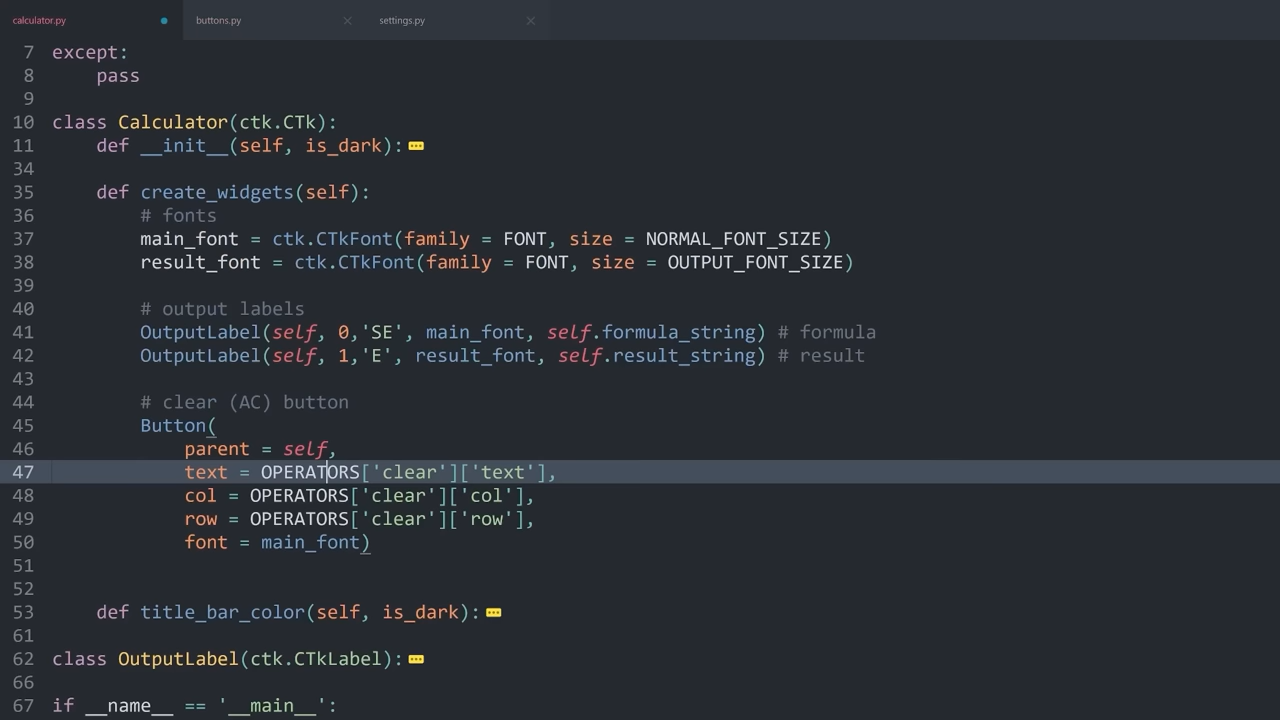 calculator.py buttons.py settings.py
7 except:
8     pass
9
10 class Calculator(ctk.CTk):
11     def __init__(self, is_dark):
34
35     def create_widgets(self):
36         # fonts
37         main_font = ctk.CTkFont(family = FONT, size = NORMAL_FONT_SIZE)
38         result_font = ctk.CTkFont(family = FONT, size = OUTPUT_FONT_SIZE)
39
40         # output labels
41         OutputLabel(self, 0,'SE', main_font, self.formula_string) # formula
42         OutputLabel(self, 1,'E', result_font, self.result_string) # result
43
44         # clear (AC) button
45         Button(
46             parent = self,
47             text = OPERATORS['clear']['text'],
48             col = OPERATORS['clear']['col'],
49             row = OPERATORS['clear']['row'],
50             font = main_font)
51
52
53     def title_bar_color(self, is_dark):
61
62 class OutputLabel(ctk.CTkLabel):
66
67 if __name__ == '__main__':